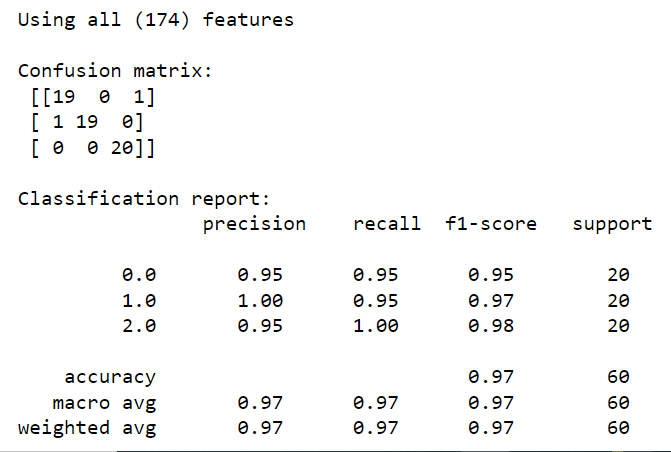 Using all (174) features
Confusion matrix:
[[19 0 1]
[ 1 19 0]
[ 0 0 20]]
Classification report:
precision recall f1-score support
0.0 0.95 0.95 0.95 20
1.0 1.00 0.95 0.97 20
2.0 0.95 1.00 0.98 20
accuracy 0.97 60
macro avg 0.97 0.97 0.97 60
weighted avg 0.97 0.97 0.97 60